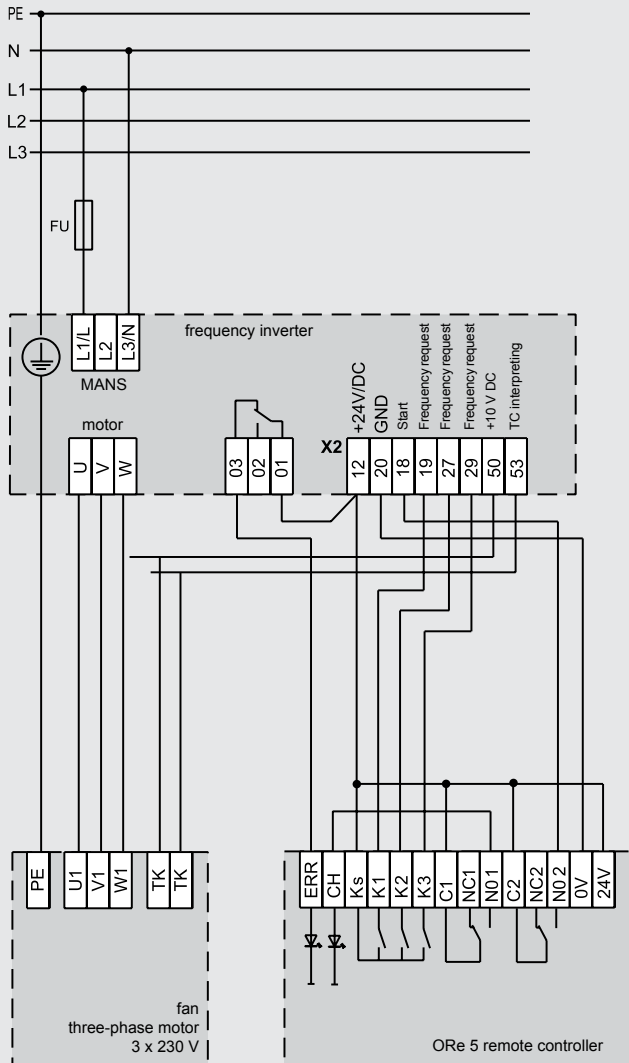 PE
N
L1
L2
L3
FU
L1/L
L2
L3/N
MANS
frequency inverter
motor
U
V
W
03
02
01
X2
+24V/DC
GND
Start
Frequency request
Frequency request
Frequency request
+10 V DC
TC interpreting
12
20
18
19
27
29
50
53
PE
U1
V1
W1
TK
TK
fan
three-phase motor
3 x 230 V
ERR
CH
Ks
K1
K2
K3
C1
NC1
N01
C2
NC2
N0 2
0V
24V
ORe 5 remote controller